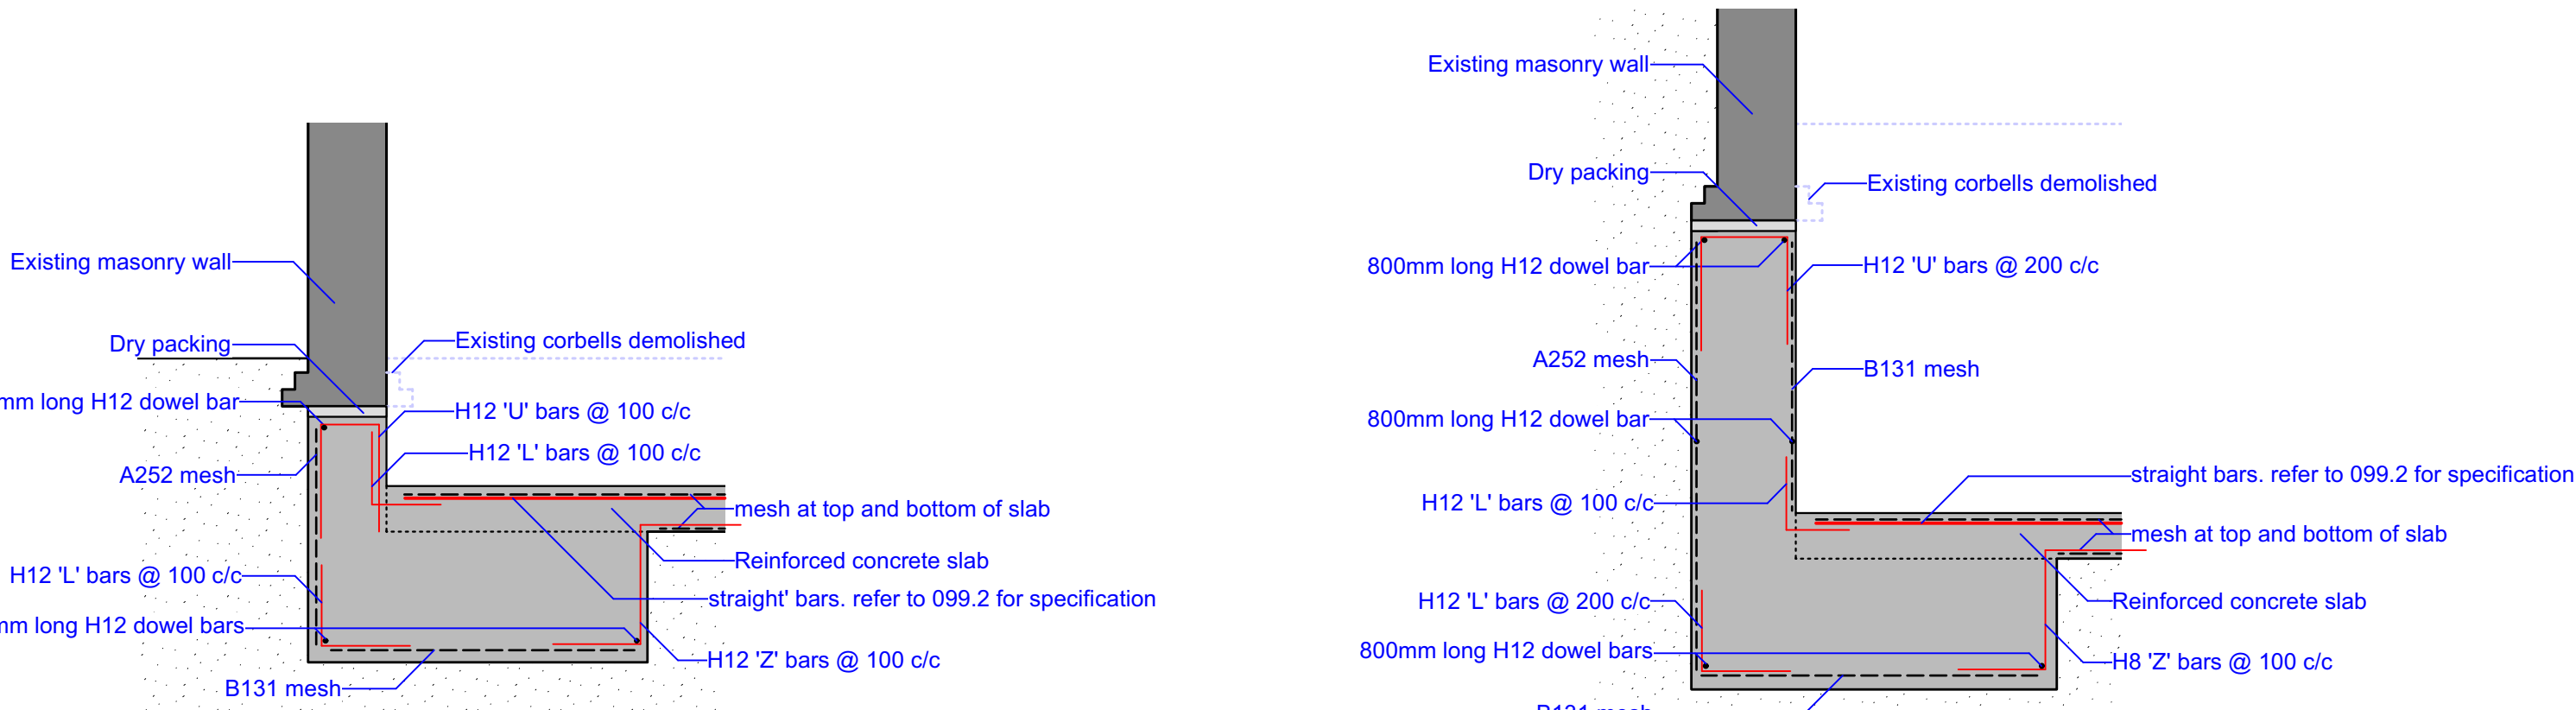 Existing masonry wall
Dry packing
Existing corbells demolished
mm long H12 dowel bar
H12 'U' bars @ 100 c/c
H12 'L' bars @ 100 c/c
A252 mesh
mesh at top and bottom of slab
Reinforced concrete slab
H12 'L' bars @ 100 c/c
straight' bars. refer to 099.2 for specification
mm long H12 dowel bars
H12 'Z' bars @ 100 c/c
B131 mesh
Existing masonry wall
Dry packing
Existing corbells demolished
800mm long H12 dowel bar
H12 'U' bars @ 200 c/c
A252 mesh
B131 mesh
800mm long H12 dowel bar
straight bars. refer to 099.2 for specification
H12 'L' bars @ 100 c/c
mesh at top and bottom of slab
H12 'L' bars @ 200 c/c
Reinforced concrete slab
800mm long H12 dowel bars
H8 'Z' bars @ 100 c/c
B131 mesh